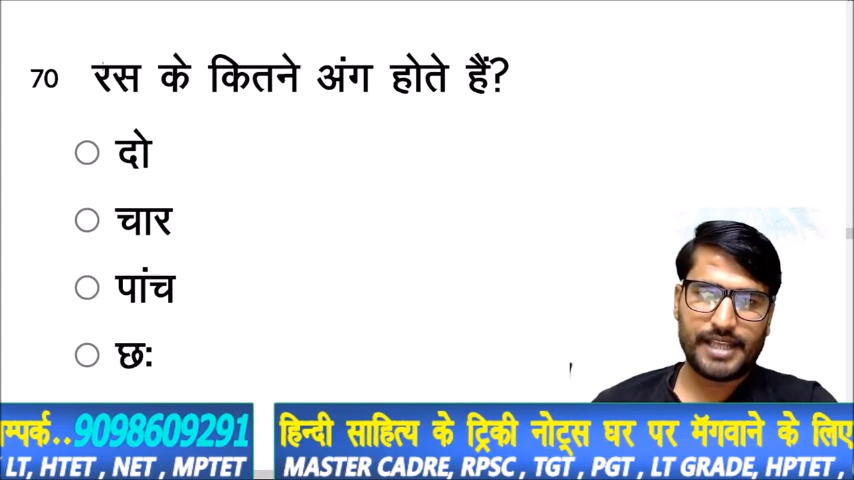 70 रस के कितने अंग होते हैं?
दो
चार
पांच
छः
म्पर्क..9098609291
हिन्दी साहित्य के ट्रिकी नोट्स घर पर मॅगवाने के लिए
LT, HTET , NET , MPTET
MASTER CADRE, RPSC , TGT , PGT , LT GRADE, HPTET ,